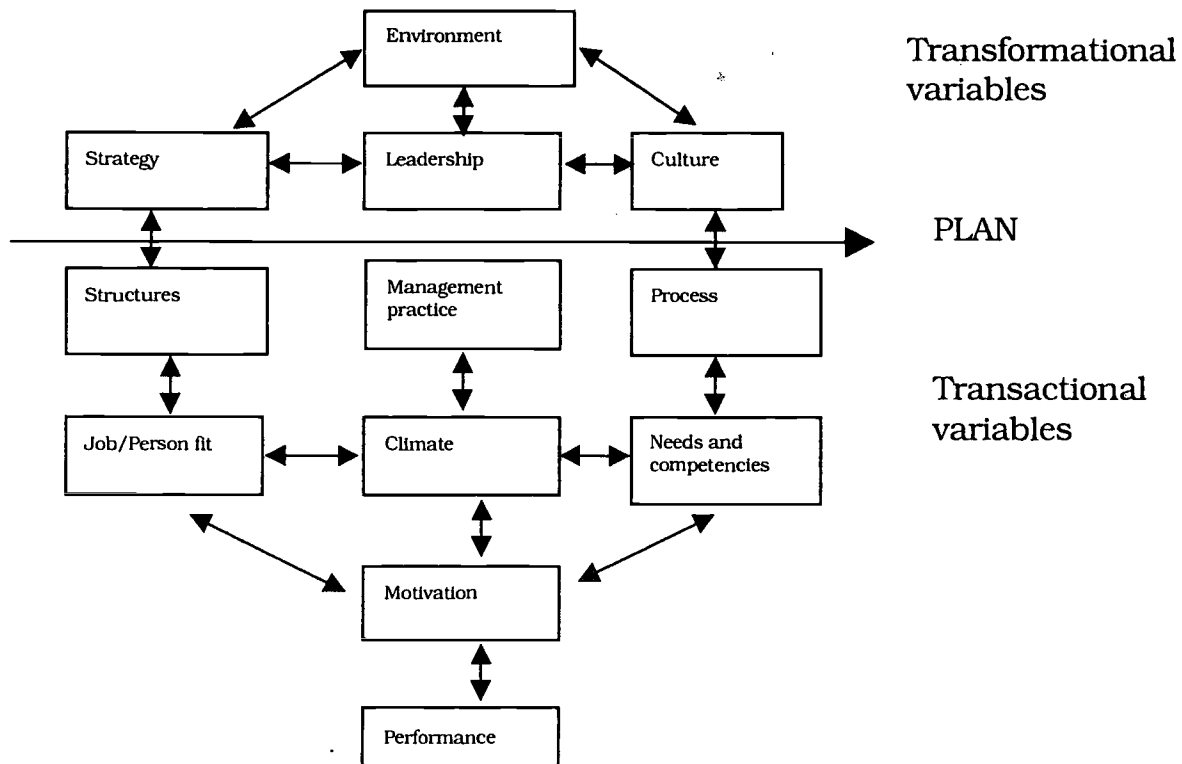 Environment
Transformational
variables
Strategy
Leadership
Culture
PLAN
Structures
Management
practice
Process
Transactional
variables
Job/Person fit
Climate
Needs and
competencies
Motivation
Performance